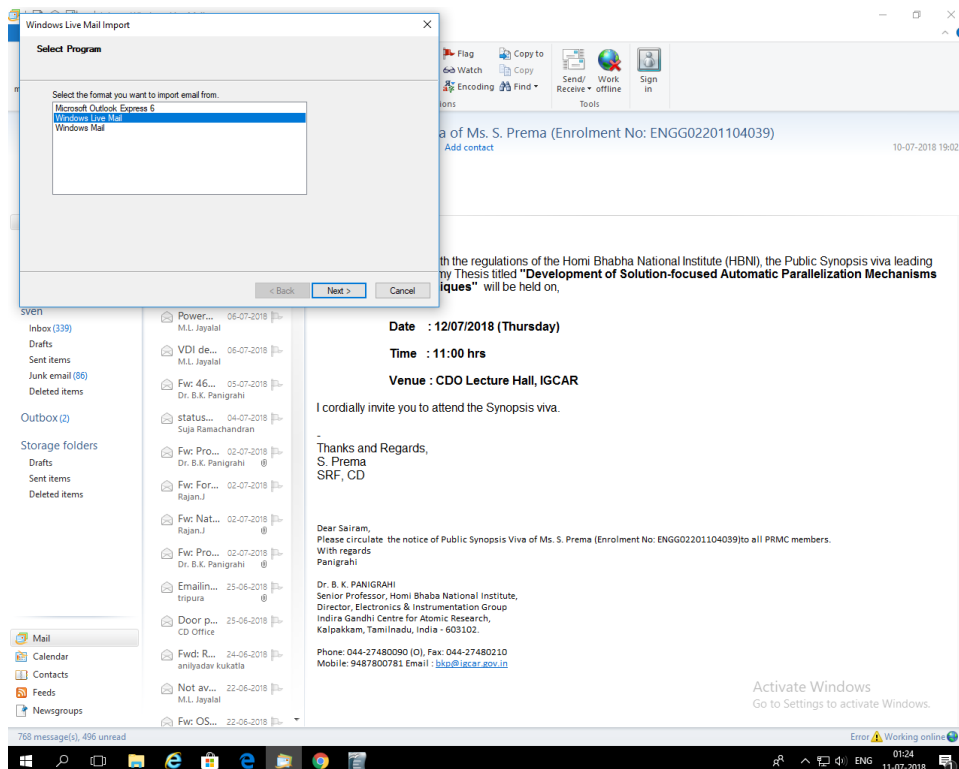 Windows Live Mail Import
Select Program
Select the format you want to import email from.
Microsoft Outlook Express 6
Windows Live Mail
Windows Mail
< Back
Next >
Cancel
Flag
Watch
Encoding
Copy to
Copy
Find
Send/
Receive
Work
offline
Sign
in
Tools
a of Ms. S. Prema (Enrolment No: ENGG02201104039)
Add contact
10-07-2018 19:02
th the regulations of the Homi Bhabha National Institute (HBNI), the Public Synopsis viva leading
my Thesis titled "Development of Solution-focused Automatic Parallelization Mechanisms
iques" will be held on,
Date : 12/07/2018 (Thursday)
Time : 11:00 hrs
Venue : CDO Lecture Hall, IGCAR
I cordially invite you to attend the Synopsis viva.
-
Thanks and Regards,
S. Prema
SRF, CD
Dear Sairam,
Please circulate the notice of Public Synopsis Viva of Ms. S. Prema (Enrolment No: ENGG02201104039)to all PRMC members.
With regards
Panigrahi
Dr. B. K. PANIGRAHI
Senior Professor, Homi Bhaba National Institute,
Director, Electronics & Instrumentation Group
Indira Gandhi Centre for Atomic Research,
Kalpakkam, Tamilnadu, India - 603102.
Phone: 044-27480090 (O), Fax: 044-27480210
Mobile: 9487800781 Email : bkp@igcar.gov.in
sven
Inbox (339)
Drafts
Sent items
Junk email (86)
Deleted items
Outbox (2)
Storage folders
Drafts
Sent items
Deleted items
Mail
Calendar
Contacts
Feeds
Newsgroups
Power... 06-07-2018
M.L. Jayalal
VDI de... 06-07-2018
M.L. Jayalal
Fw: 46... 05-07-2018
Dr. B.K. Panigrahi
status... 04-07-2018
Suja Ramachandran
Fw: Pro... 02-07-2018
Dr. B.K. Panigrahi
Fw: For... 02-07-2018
Rajan.J
Fw: Nat... 02-07-2018
Rajan.J
Fw: Pro... 02-07-2018
Dr. B.K. Panigrahi
Emailin... 25-06-2018
tripura
Door p... 25-06-2018
CD Office
Fwd: R... 24-06-2018
anilyadav kukatla
Not av... 22-06-2018
M.L. Jayalal
Fw: OS... 22-06-2018
Activate Windows
Go to Settings to activate Windows.
768 message(s), 496 unread
Error
Working online
ENG
01:24
11-07-2018